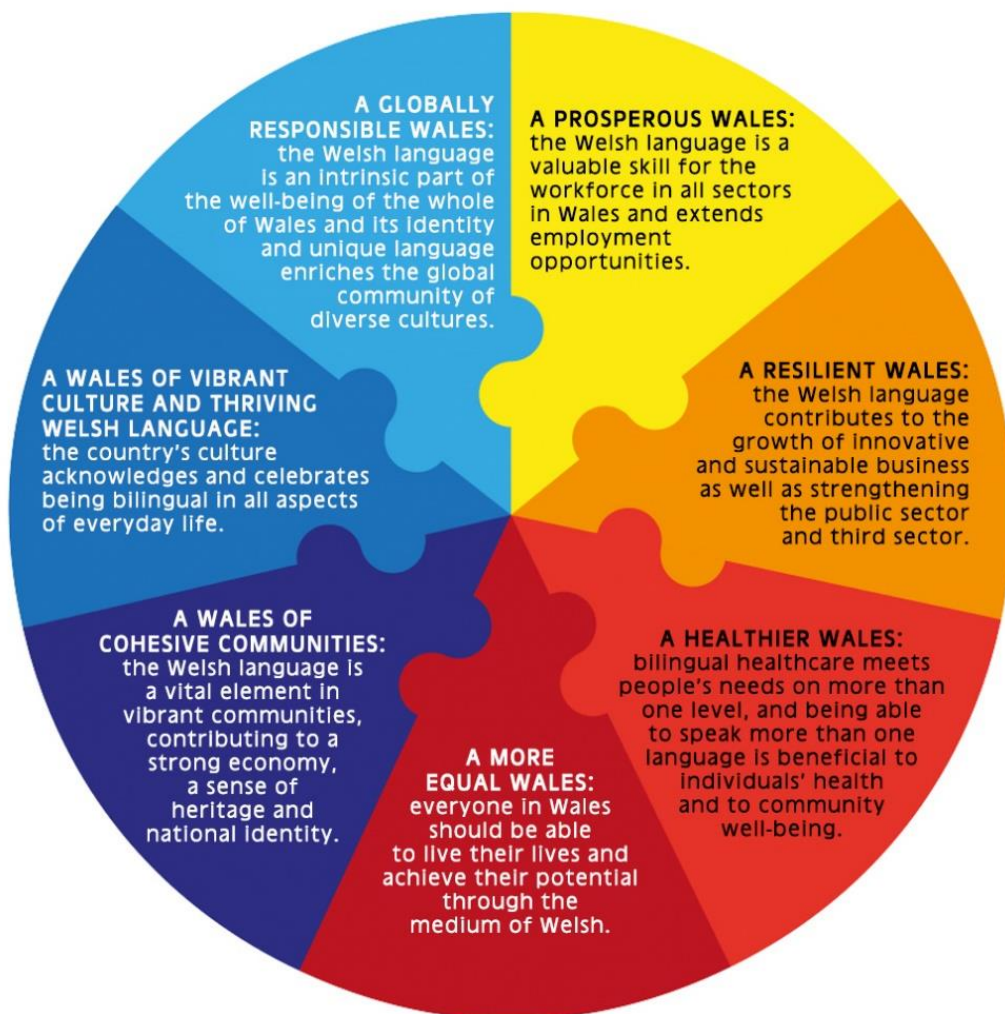 A GLOBALLY
RESPONSIBLE WALES:
the Welsh language
is an intrinsic part of
the well-being of the whole
of Wales and its identity
and unique language
enriches the global
community of
diverse cultures.
A PROSPEROUS WALES:
the Welsh language is a
valuable skill for the
workforce in all sectors
in Wales and extends
employment
opportunities.
A RESILIENT WALES:
the Welsh language
contributes to the
growth of innovative
and sustainable business
as well as strengthening
the public sector
and third sector.
A HEALTHIER WALES:
bilingual healthcare meets
people's needs on more than
one level, and being able
to speak more than one
language is beneficial to
individuals' health
and to community
well-being.
A MORE
EQUAL WALES:
everyone in Wales
should be able
to live their lives and
achieve their potential
through the
medium of Welsh.
A WALES OF
COHESIVE COMMUNITIES:
the Welsh language is
a vital element in
vibrant communities,
contributing to a
strong economy,
a sense of
heritage and
national identity.
A WALES OF VIBRANT
CULTURE AND THRIVING
WELSH LANGUAGE:
the country's culture
acknowledges and celebrates
being bilingual in all aspects
of everyday life.